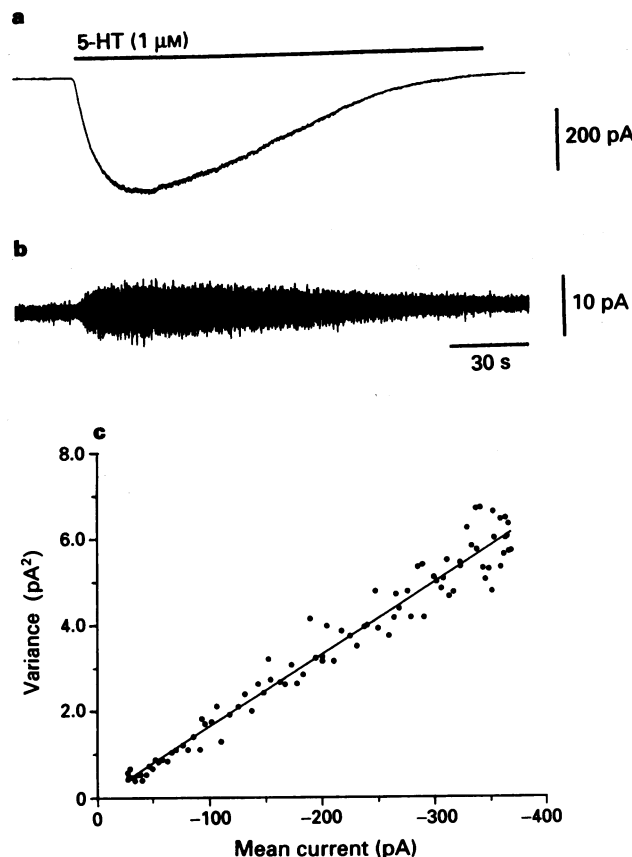 a
5-HT (1 μM)
200 pA
b
10 pA
30 s
c
8.0
6.0
4.0
2.0
0
Variance (pA²)
0 −100 −200 −300 −400
Mean current (pA)